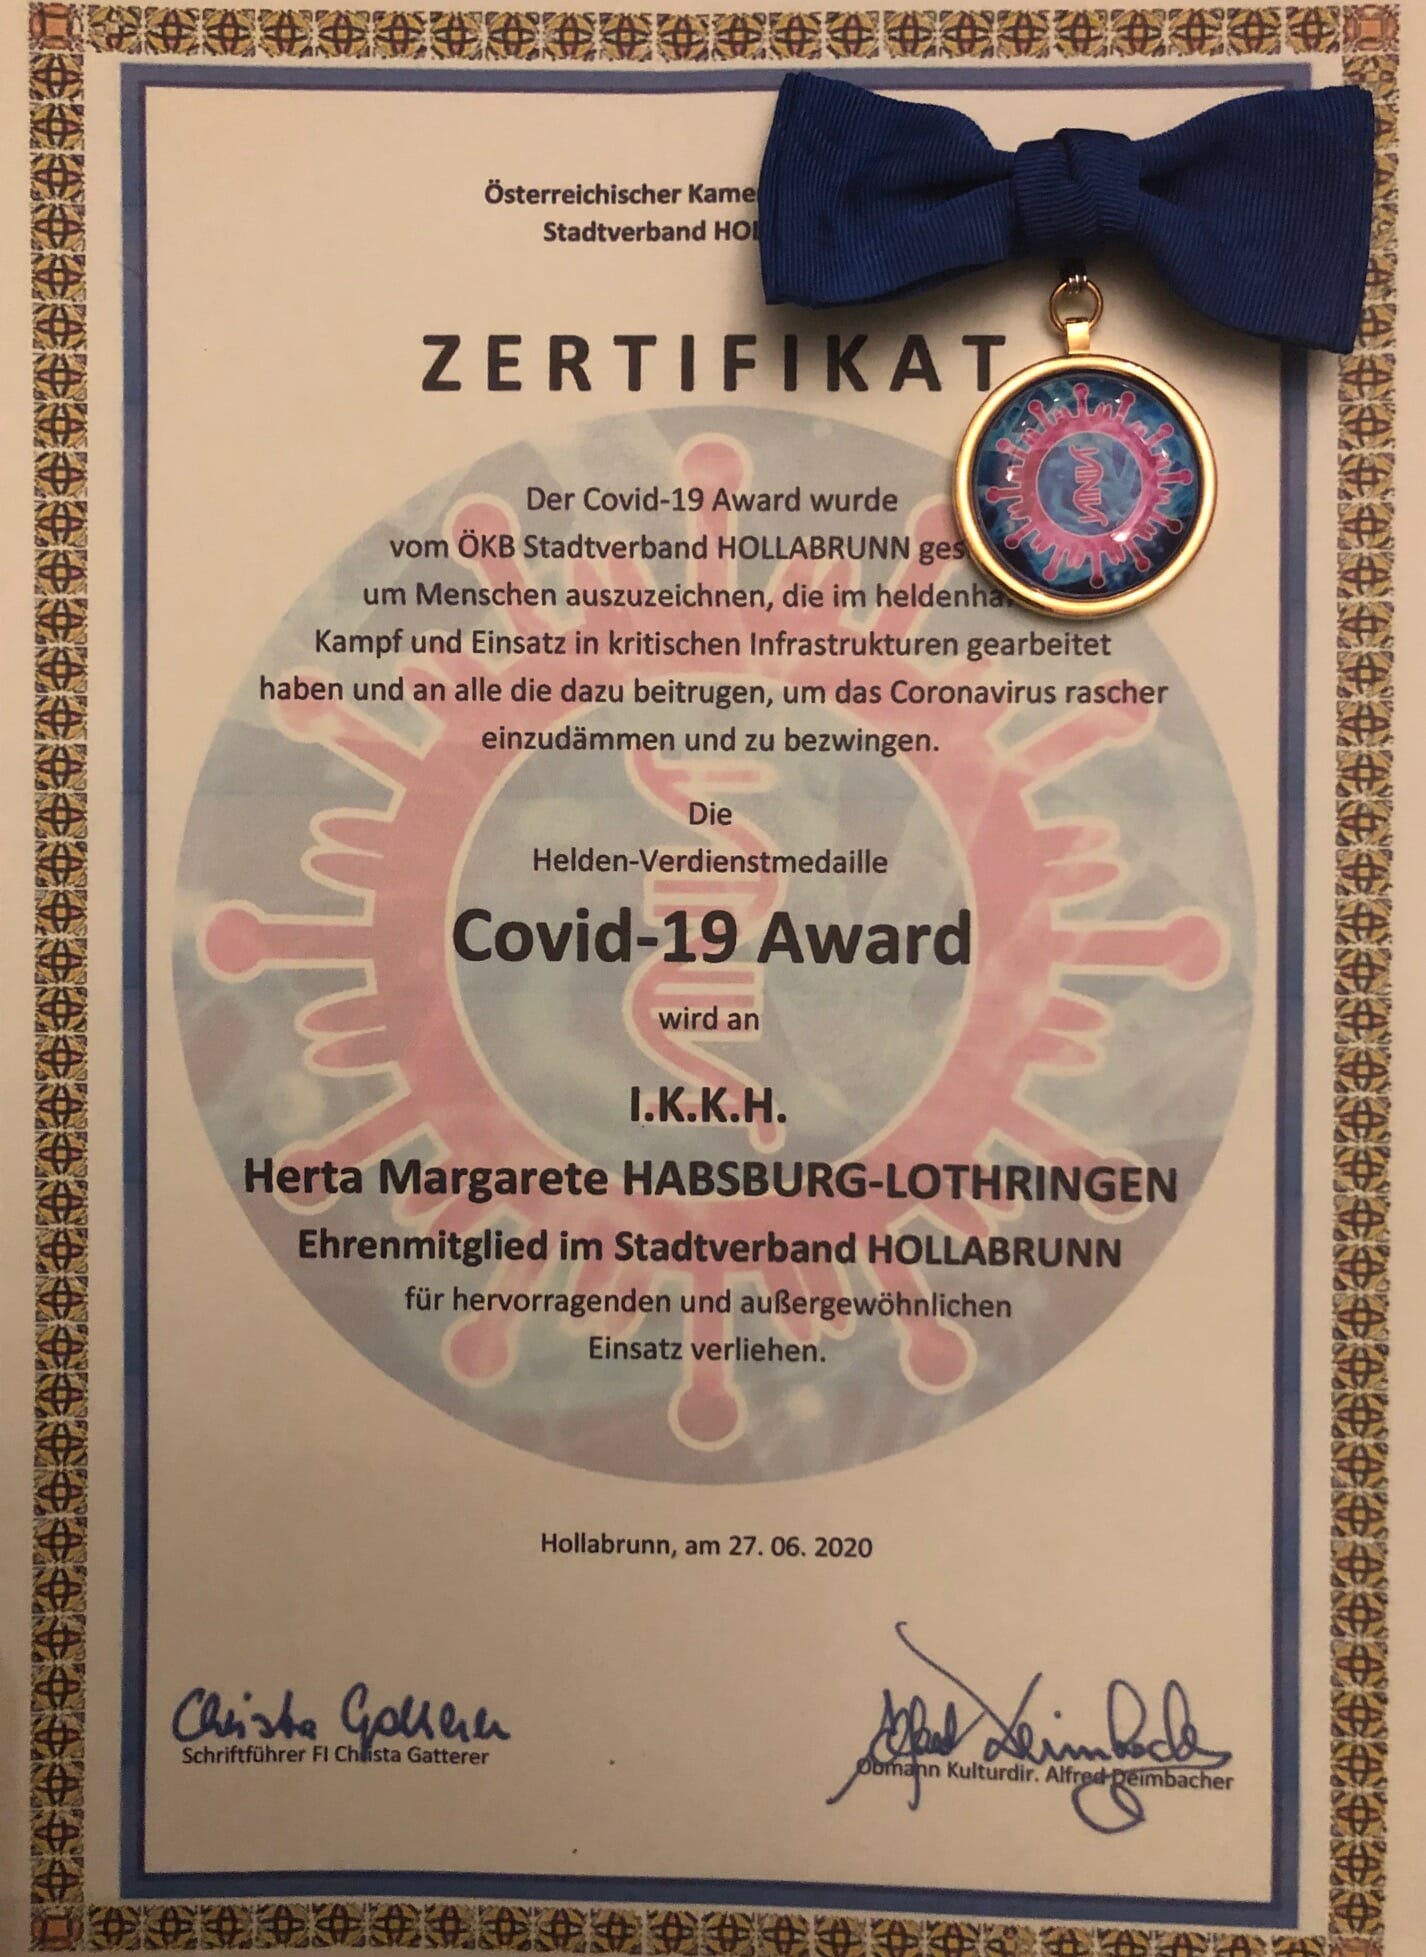 Österreichischer Kame
Stadtverband HOL
ZERTIFIKAT
Der Covid-19 Award wurde
vom ÖKB Stadtverband HOLLABRUNN ges
um Menschen auszuzeichnen, die im heldenha
Kampf und Einsatz in kritischen Infrastrukturen gearbeitet
haben und an alle die dazu beitrugen, um das Coronavirus rascher
einzudämmen und zu bezwingen.
Die
Helden-Verdienstmedaille
Covid-19 Award
wird an
I.K.K.H.
Herta Margarete HABSBURG-LOTHRINGEN
Ehrenmitglied im Stadtverband HOLLABRUNN
für hervorragenden und außergewöhnlichen
Einsatz verliehen.
Hollabrunn, am 27. 06. 2020
Christa Gatterer
Schriftführer FI Christa Gatterer
Alfred Deimbacher
Obmann Kulturdir. Alfred Deimbacher